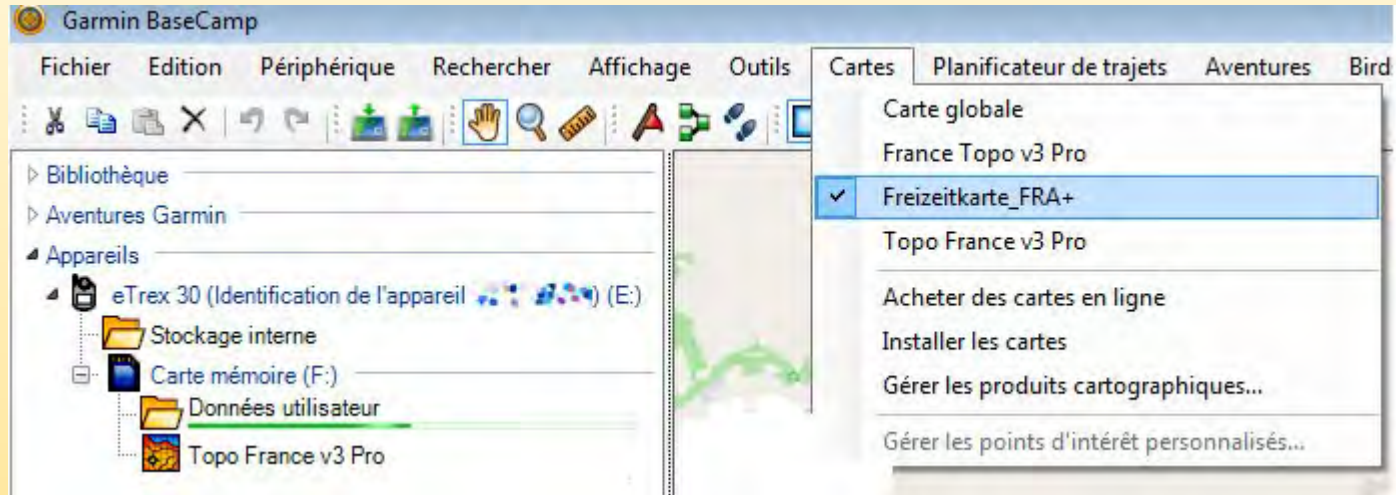 Garmin BaseCamp
Fichier Edition Périphérique Rechercher Affichage Outils Cartes Planificateur de trajets Aventures Bird
Bibliothèque
Aventures Garmin
Appareils
eTrex 30 (Identification de l'appareil ) (E:)
Stockage interne
Carte mémoire (F:)
Données utilisateur
Topo France v3 Pro
Carte globale
France Topo v3 Pro
Freizeitkarte_FRA+
Topo France v3 Pro
Acheter des cartes en ligne
Installer les cartes
Gérer les produits cartographiques...
Gérer les points d'intérêt personnalisés...